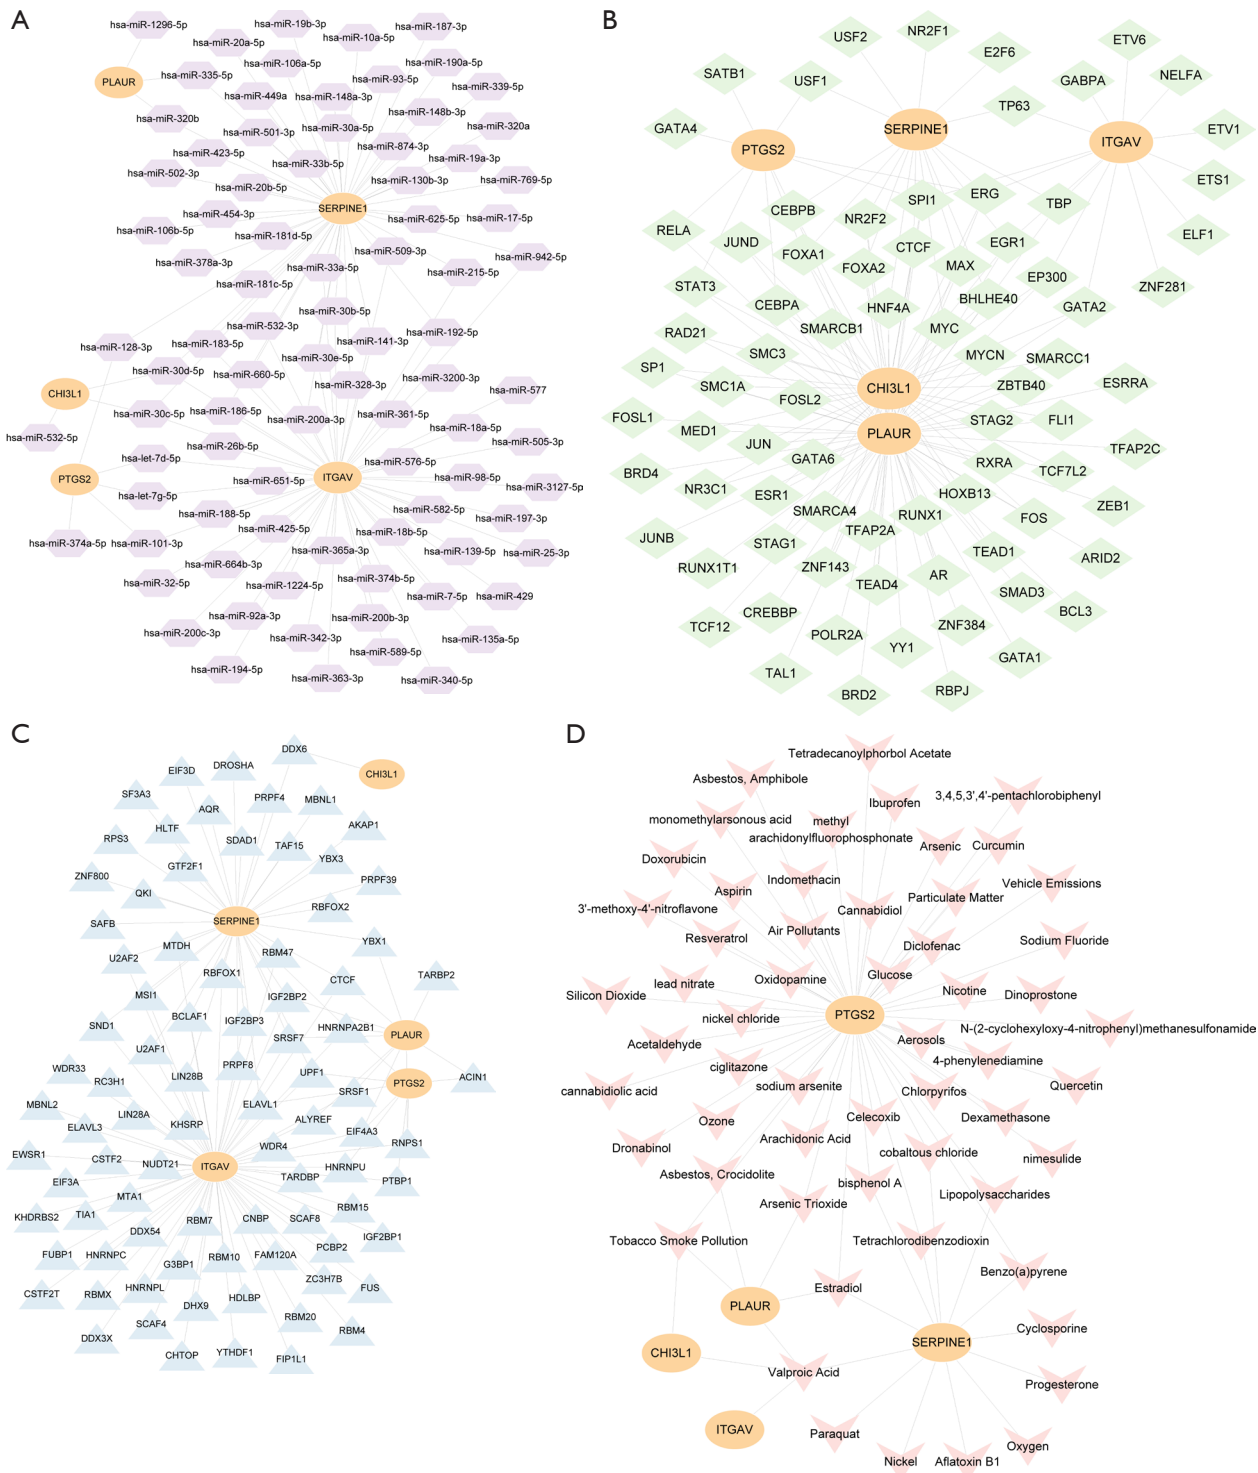 A
hsa-miR-1296-5p
hsa-miR-19b-3p
hsa-miR-187-3p
hsa-miR-20a-5p
hsa-miR-10a-5p
hsa-miR-106a-5p
hsa-miR-190a-5p
PLAUR
hsa-miR-335-5p
hsa-miR-93-5p
hsa-miR-339-5p
hsa-miR-449a
hsa-miR-148a-3p
hsa-miR-148b-3p
hsa-miR-320b
hsa-miR-30a-5p
hsa-miR-320a
hsa-miR-501-3p
hsa-miR-874-3p
hsa-miR-423-5p
hsa-miR-33b-5p
hsa-miR-19a-3p
hsa-miR-502-3p
hsa-miR-130b-3p
hsa-miR-769-5p
hsa-miR-20b-5p
SERPINE1
hsa-miR-454-3p
hsa-miR-625-5p
hsa-miR-17-5p
hsa-miR-106b-5p
hsa-miR-181d-5p
hsa-miR-509-3p
hsa-miR-942-5p
hsa-miR-378a-3p
hsa-miR-33a-5p
hsa-miR-215-5p
hsa-miR-181c-5p
hsa-miR-30b-5p
hsa-miR-532-3p
hsa-miR-192-5p
hsa-miR-128-3p
hsa-miR-183-5p
hsa-miR-141-3p
hsa-miR-30e-5p
hsa-miR-30d-5p
hsa-miR-660-5p
hsa-miR-328-3p
hsa-miR-3200-3p
hsa-miR-577
CHI3L1
hsa-miR-30c-5p
hsa-miR-186-5p
hsa-miR-200a-3p
hsa-miR-361-5p
hsa-miR-18a-5p
hsa-miR-532-5p
hsa-miR-26b-5p
hsa-miR-505-3p
hsa-let-7d-5p
hsa-miR-576-5p
PTGS2
hsa-miR-651-5p
ITGAV
hsa-miR-98-5p
hsa-miR-3127-5p
hsa-let-7g-5p
hsa-miR-188-5p
hsa-miR-582-5p
hsa-miR-197-3p
hsa-miR-425-5p
hsa-miR-18b-5p
hsa-miR-374a-5p
hsa-miR-101-3p
hsa-miR-365a-3p
hsa-miR-139-5p
hsa-miR-25-3p
hsa-miR-664b-3p
hsa-miR-32-5p
hsa-miR-1224-5p
hsa-miR-374b-5p
hsa-miR-7-5p
hsa-miR-429
hsa-miR-92a-3p
hsa-miR-200b-3p
hsa-miR-200c-3p
hsa-miR-342-3p
hsa-miR-135a-5p
hsa-miR-589-5p
hsa-miR-194-5p
hsa-miR-363-3p
hsa-miR-340-5p
B
USF2
NR2F1
ETV6
E2F6
SATB1
USF1
GABPA
NELFA
TP63
GATA4
SERPINE1
ETV1
PTGS2
ITGAV
ETS1
SPI1
ERG
TBP
CEBPB
NR2F2
RELA
JUND
CTCF
EGR1
ELF1
FOXA1
FOXA2
MAX
EP300
STAT3
ZNF281
CEBPA
HNF4A
BHLHE40
GATA2
RAD21
SMARCB1
MYC
SMC3
MYCN
SMARCC1
SP1
SMC1A
CHI3L1
ZBTB40
ESRRA
FOSL2
FOSL1
MED1
PLAUR
STAG2
FLI1
JUN
GATA6
TFAP2C
RXRA
TCF7L2
BRD4
NR3C1
ESR1
HOXB13
SMARCA4
RUNX1
FOS
ZEB1
JUNB
STAG1
TFAP2A
TEAD1
ARID2
RUNX1T1
ZNF143
TEAD4
AR
SMAD3
CREBBP
BCL3
TCF12
POLR2A
ZNF384
YY1
GATA1
TAL1
BRD2
RBPJ
C
DDX6
DROSHA
EIF3D
CHI3L1
SF3A3
AQR
PRPF4
MBNL1
HLTF
AKAP1
RPS3
SDAD1
TAF15
GTF2F1
YBX3
ZNF800
QKI
PRPF39
RBFOX2
SAFB
SERPINE1
MTDH
YBX1
U2AF2
RBFOX1
RBM47
TARBP2
CTCF
MSI1
IGF2BP2
BCLAF1
SND1
IGF2BP3
HNRNPA2B1
SRSF7
PLAUR
U2AF1
WDR33
PRPF8
UPF1
RC3H1
LIN28B
PTGS2
ACIN1
MBNL2
SRSF1
LIN28A
ELAVL1
ELAVL3
KHSRP
ALYREF
EIF4A3
WDR4
RNPS1
EWSR1
CSTF2
NUDT21
ITGAV
HNRNPU
EIF3A
TARDBP
PTBP1
MTA1
KHDRBS2
TIA1
RBM15
RBM7
CNBP
SCAF8
DDX54
IGF2BP1
FUBP1
HNRNPC
PCBP2
G3BP1
RBM10
FAM120A
ZC3H7B
FUS
CSTF2T
RBMX
HNRNPL
HDLBP
DHX9
RBM20
SCAF4
RBM4
DDX3X
CHTOP
YTHDF1
FIP1L1
D
Tetradecanoylphorbol Acetate
Asbestos, Amphibole
Ibuprofen
3,4,5,3',4'-pentachlorobiphenyl
monomethylarsonous acid
methyl
arachidonylfluorophosphonate
Arsenic
Curcumin
Doxorubicin
Indomethacin
Vehicle Emissions
Aspirin
Particulate Matter
3'-methoxy-4'-nitroflavone
Cannabidiol
Air Pollutants
Resveratrol
Diclofenac
Sodium Fluoride
Glucose
Oxidopamine
lead nitrate
Silicon Dioxide
Nicotine
Dinoprostone
PTGS2
nickel chloride
N-(2-cyclohexyloxy-4-nitrophenyl)methanesulfonamide
Aerosols
Acetaldehyde
4-phenylenediamine
ciglitazone
cannabidiolic acid
sodium arsenite
Chlorpyrifos
Quercetin
Ozone
Celecoxib
Dexamethasone
Arachidonic Acid
Dronabinol
cobaltous chloride
nimesulide
Asbestos, Crocidolite
bisphenol A
Lipopolysaccharides
Arsenic Trioxide
Tobacco Smoke Pollution
Tetrachlorodibenzodioxin
Benzo(a)pyrene
Estradiol
PLAUR
Cyclosporine
SERPINE1
CHI3L1
Valproic Acid
Progesterone
ITGAV
Paraquat
Oxygen
Nickel
Aflatoxin B1